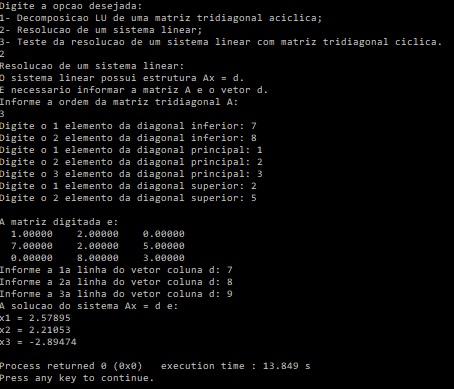 Digite a opcao desejada:
1- Decomposicao LU de uma matriz tridiagonal aciclica;
2- Resolucao de um sistema linear;
3- Teste da resolucao de um sistema linear com matriz tridiagonal ciclica.
2
Resolucao de um sistema linear:
O sistema linear possui estrutura Ax = d.
E necessario informar a matriz A e o vetor d.
Informe a ordem da matriz tridiagonal A:
3
Digite o 1 elemento da diagonal inferior: 7
Digite o 2 elemento da diagonal inferior: 8
Digite o 1 elemento da diagonal principal: 1
Digite o 2 elemento da diagonal principal: 2
Digite o 3 elemento da diagonal principal: 3
Digite o 1 elemento da diagonal superior: 2
Digite o 2 elemento da diagonal superior: 5
A matriz digitada e:
1.00000 2.00000 0.00000
7.00000 2.00000 5.00000
0.00000 8.00000 3.00000
Informe a 1a linha do vetor coluna d: 7
Informe a 2a linha do vetor coluna d: 8
Informe a 3a linha do vetor coluna d: 9
A solucao do sistema Ax = d e:
x1 = 2.57895
x2 = 2.21053
x3 = -2.89474
Process returned 0 (0x0) execution time : 13.849 s
Press any key to continue.